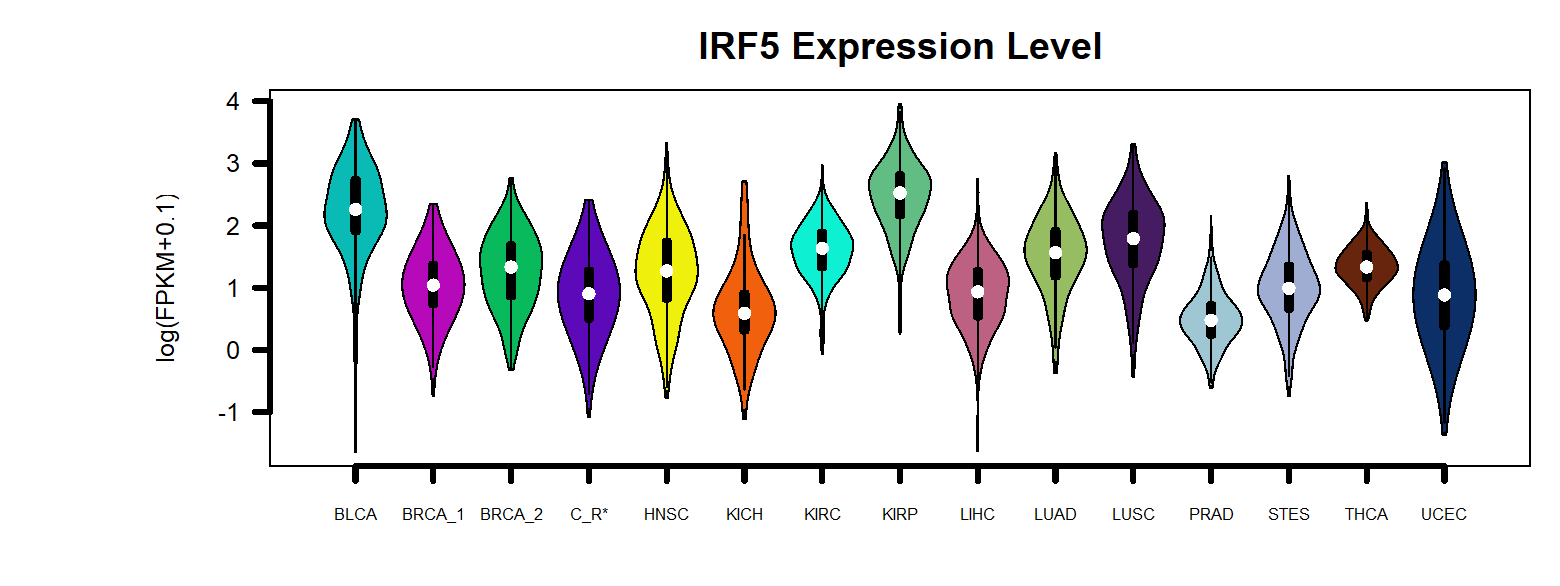 IRF5 Expression Level
log(FPKM+0.1)
4
3
2
1
0
-1
BLCA BRCA_1 BRCA_2 C_R* HNSC KICH KIRC KIRP LIHC LUAD LUSC PRAD STES THCA UCEC